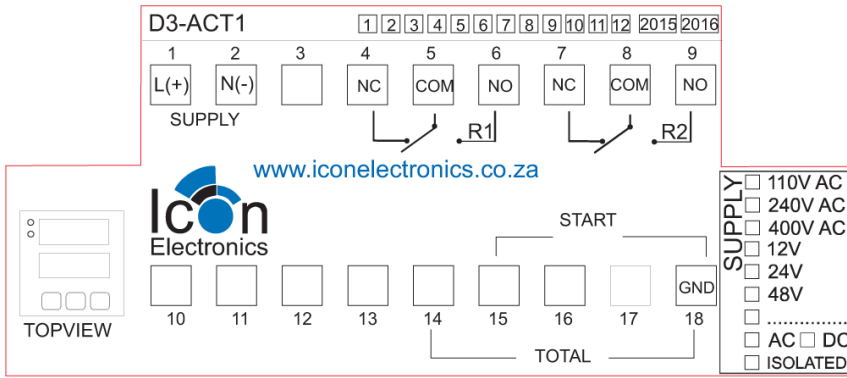 D3-ACT1 1 2 3 4 5 6 7 8 9 10 11 12 2015 2016
1 2 3 4 5 6 7 8 9
L(+) N(-) NC COM NO NC COM NO
SUPPLY
R1 R2
www.iconelectronics.co.za
Icon
Electronics
START
GND
10 11 12 13 14 15 16 17 18
TOTAL
TOPVIEW
SUPPLY
110V AC
240V AC
400V AC
12V
24V
48V
................
AC DC
ISOLATED